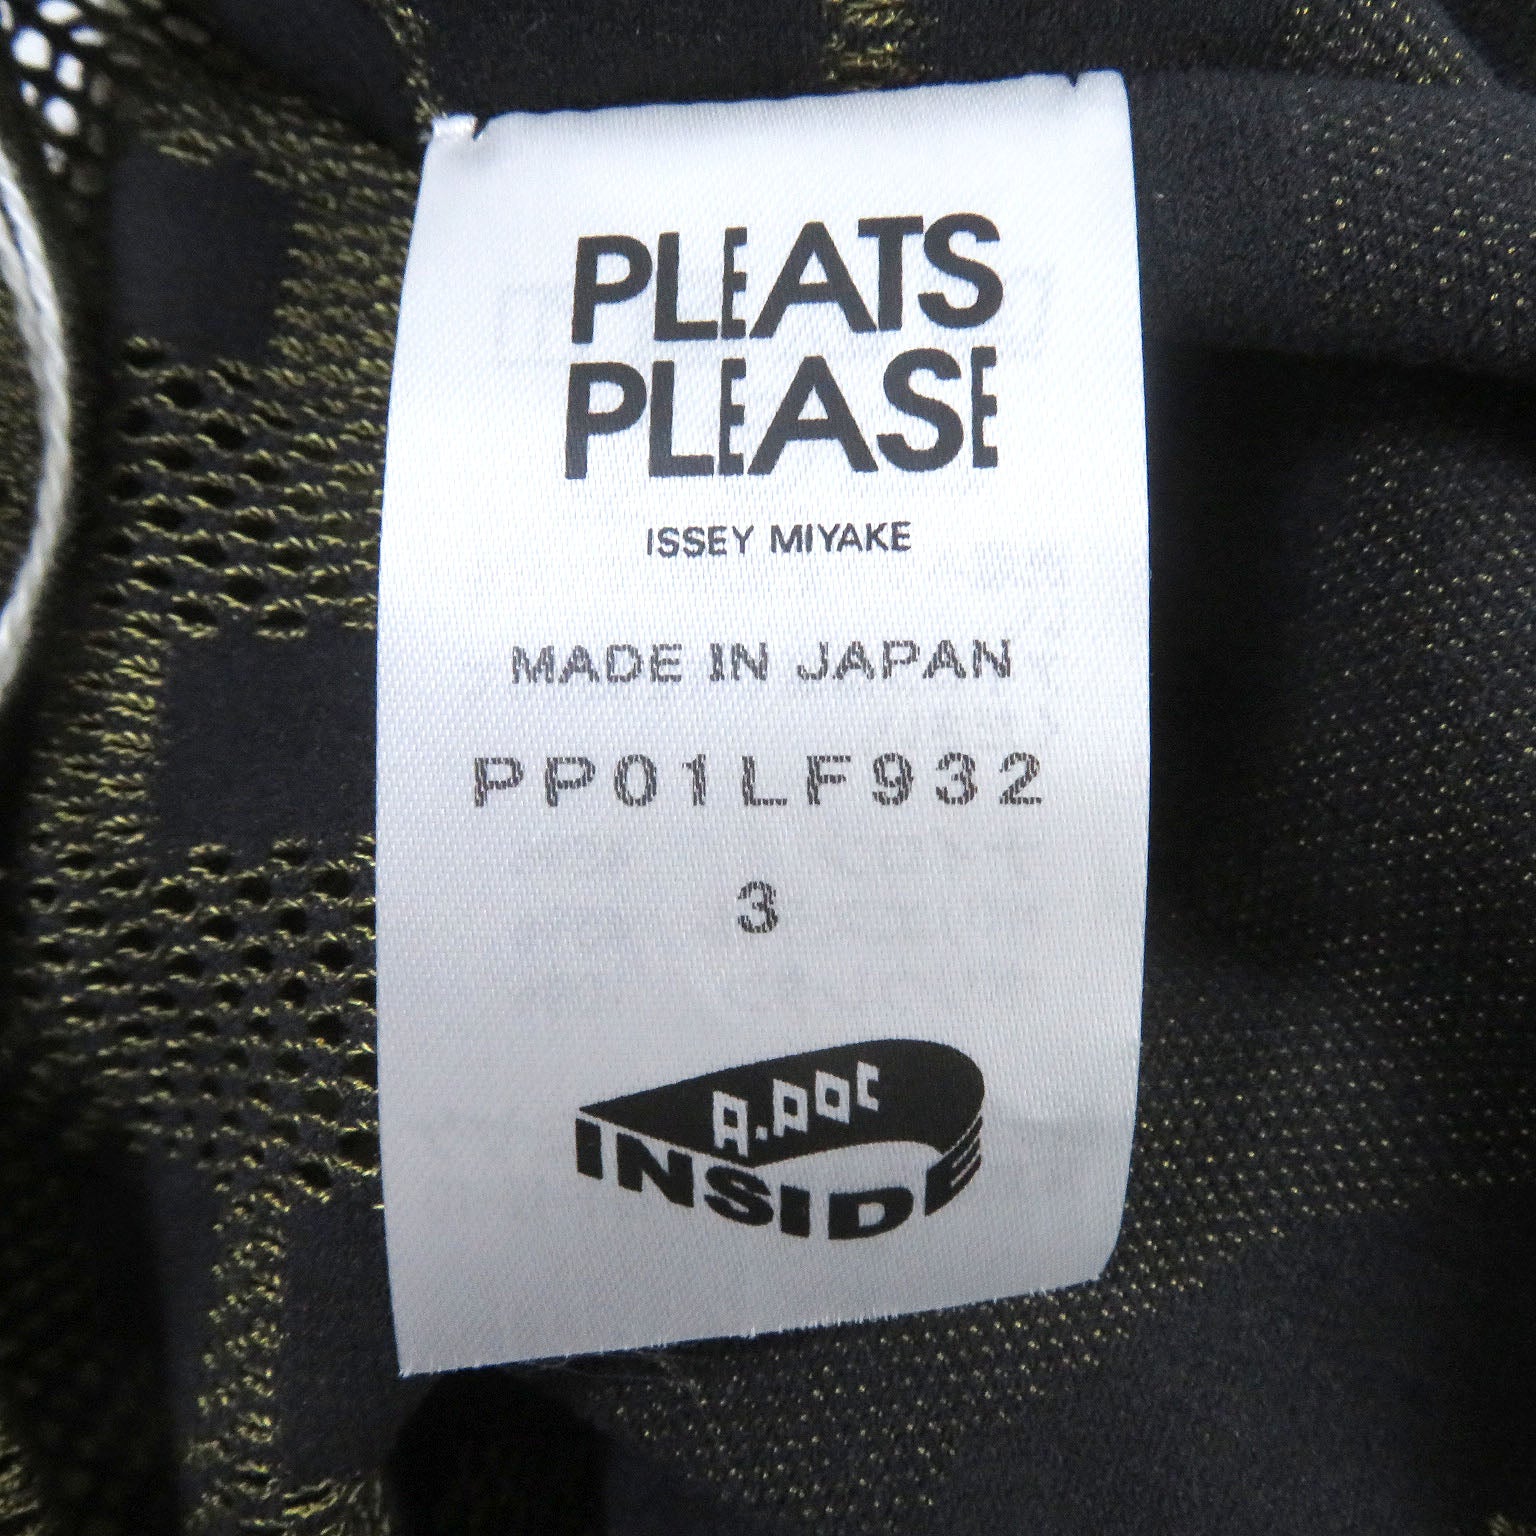 PLEATS
PLEASE
ISSEY MIYAKE
MADE IN JAPAN
PP01LF932
3
A.POC
INSIDE